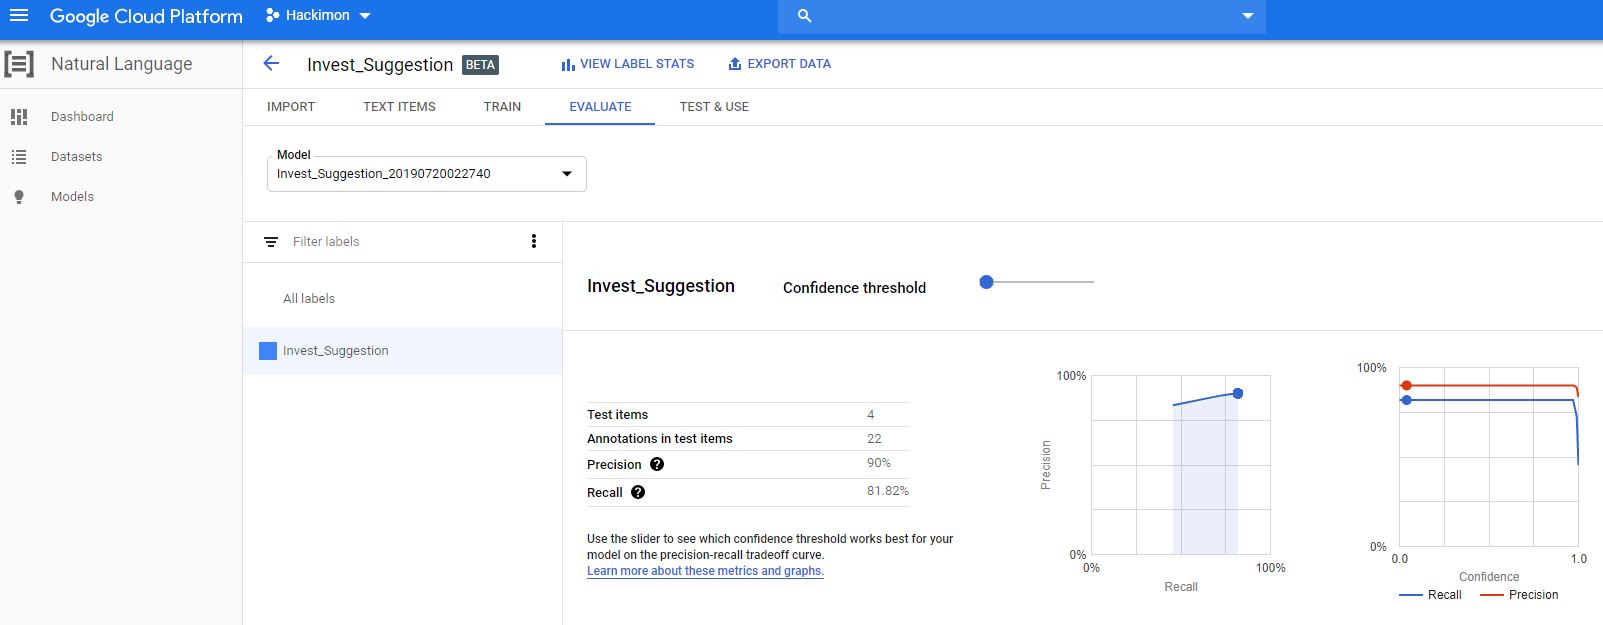 Google Cloud Platform
Hackimon
Natural Language
Invest_Suggestion BETA
VIEW LABEL STATS
EXPORT DATA
Dashboard
Datasets
Models
IMPORT
TEXT ITEMS
TRAIN
EVALUATE
TEST & USE
Model
Invest_Suggestion_20190720022740
Filter labels
All labels
Invest_Suggestion
Invest_Suggestion
Confidence threshold
Test items 4
Annotations in test items 22
Precision ? 90%
Recall ? 81.82%
Use the slider to see which confidence threshold works best for your
model on the precision-recall tradeoff curve.
Learn more about these metrics and graphs.
100%
Precision
0%
0%
100%
Recall
100%
0%
0.0
1.0
Confidence
Recall
Precision